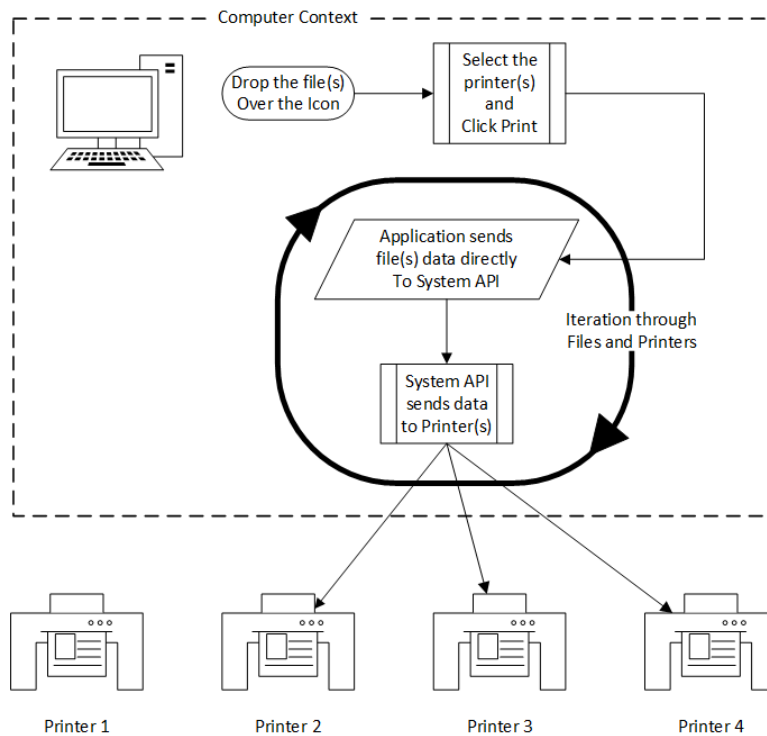 Computer Context
Drop the file(s)
Over the Icon
Select the
printer(s)
and
Click Print
Application sends
file(s) data directly
To System API
Iteration through
Files and Printers
System API
sends data
to Printer(s)
Printer 1
Printer 2
Printer 3
Printer 4